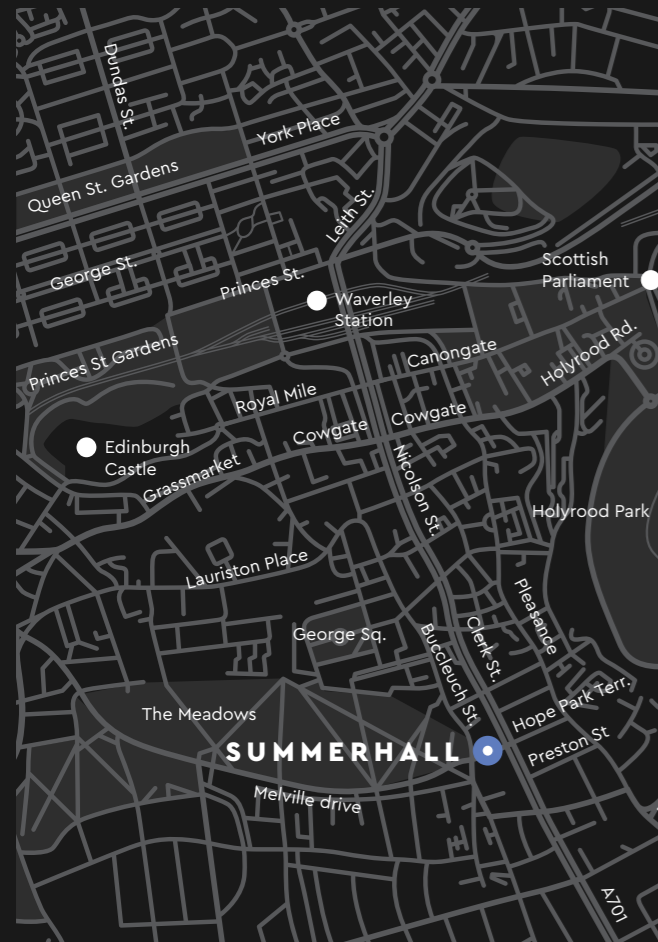 Dundas St.
York Place
Queen St. Gardens
Leith St.
George St.
Princes St.
Scottish
Parliament
Waverley
Station
Princes St Gardens
Canongate
Holyrood Rd.
Royal Mile
Cowgate
Cowgate
Edinburgh
Castle
Grassmarket
Nicolson St.
Holyrood Park
Lauriston Place
Pleasance
George Sq.
Buccleuch St.
Clerk St.
Hope Park Terr.
The Meadows
SUMMERHALL
Preston St
Melville drive
A701